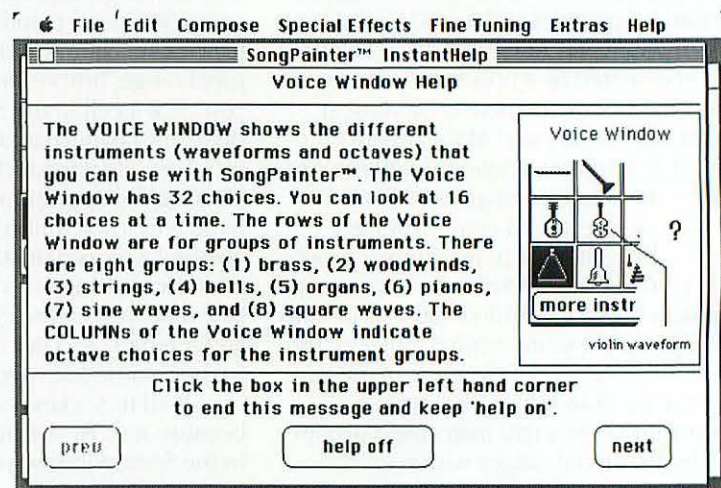 File Edit Compose Special Effects Fine Tuning Extras Help
SongPainter™ InstantHelp
Voice Window Help
The VOICE WINDOW shows the different
instruments (waveforms and octaves) that
you can use with SongPainter™. The Voice
Window has 32 choices. You can look at 16
choices at a time. The rows of the Voice
Window are for groups of instruments. There
are eight groups: (1) brass, (2) woodwinds,
(3) strings, (4) bells, (5) organs, (6) pianos,
(7) sine waves, and (8) square waves. The
COLUMNs of the Voice Window indicate
octave choices for the instrument groups.
Voice Window
?
more instr
violin waveform
Click the box in the upper left hand corner
to end this message and keep 'help on'.
prev
help off
next